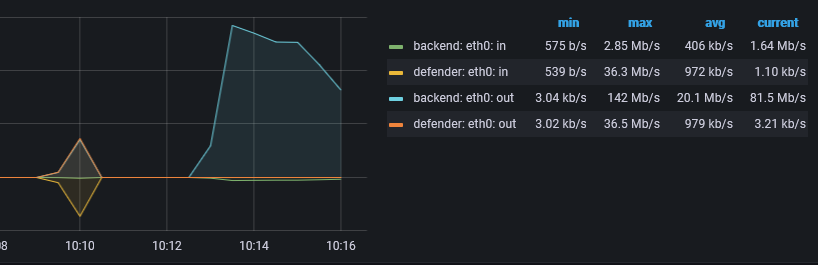 min max avg current
backend: eth0: in 575 b/s 2.85 Mb/s 406 kb/s 1.64 Mb/s
defender: eth0: in 539 b/s 36.3 Mb/s 972 kb/s 1.10 kb/s
backend: eth0: out 3.04 kb/s 142 Mb/s 20.1 Mb/s 81.5 Mb/s
defender: eth0: out 3.02 kb/s 36.5 Mb/s 979 kb/s 3.21 kb/s
8 10:10 10:12 10:14 10:16